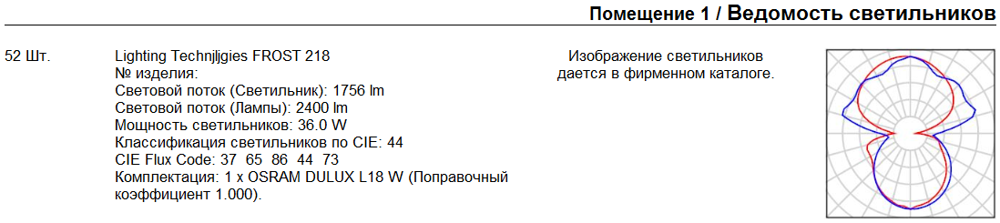 Помещение 1 / Ведомость светильников
52 Шт.
Lighting Technjljgies FROST 218
№ изделия:
Световой поток (Светильник): 1756 lm
Световой поток (Лампы): 2400 lm
Мощность светильников: 36.0 W
Классификация светильников по CIE: 44
CIE Flux Code: 37 65 86 44 73
Комплектация: 1 x OSRAM DULUX L18 W (Поправочный
коэффициент 1.000).
Изображение светильников
дается в фирменном каталоге.